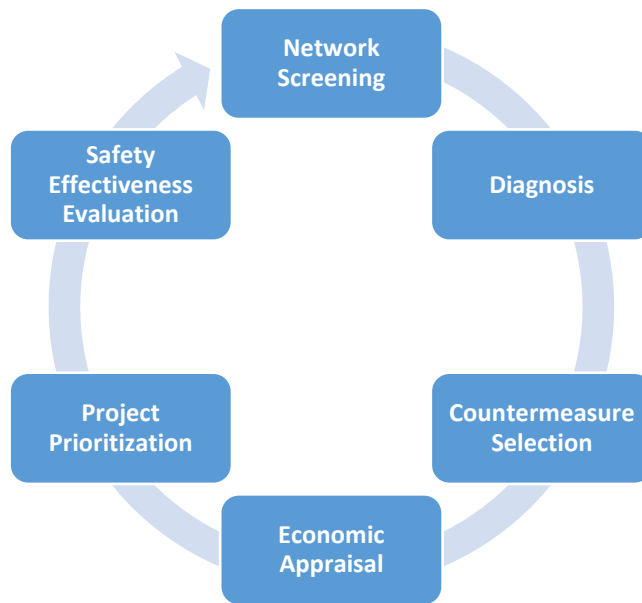 Network
Screening
Diagnosis
Countermeasure
Selection
Economic
Appraisal
Project
Prioritization
Safety
Effectiveness
Evaluation